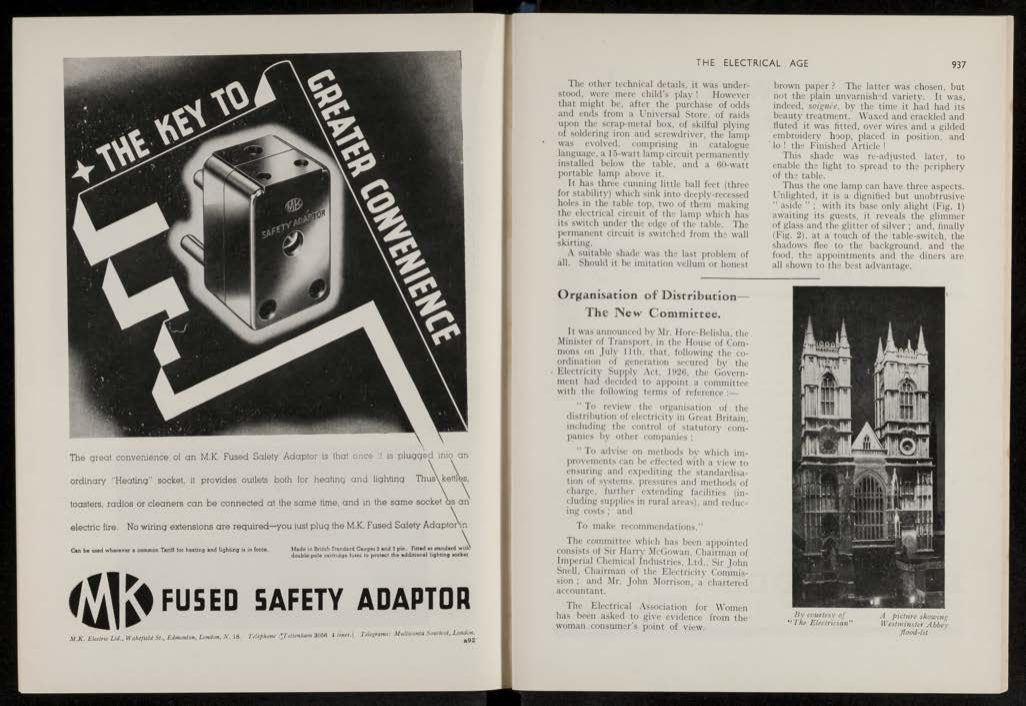 THE KEY TO
GREATER CONVENIENCE
MK
SAFETY ADAPTOR
The great convenience of an M.K. Fused Safety Adaptor is that once it is plugged into an
ordinary "Heating" socket, it provides outlets both for heating and lighting Thus kettles,
toasters, radios or cleaners can be connected at the same time, and in the same socket as an
electric fire. No wiring extensions are required—you just plug the M.K. Fused Safety Adaptor in
Can be used wherever a common Tariff for heating and lighting is in force.
Made in British Standard Gauges 2 and 3 pin. Fitted as standard with
double-pole cartridge fuses to protect the additional lighting socket
MK FUSED SAFETY ADAPTOR
M.K. Electric Ltd., Wakefield St., Edmonton, London, N. 18. Telephone: Tottenham 3056 4 lines.) Telegrams: Multiconta Southtot, London.
THE ELECTRICAL AGE
937
The other technical details, it was under-
stood, were mere child's play! However
that might be, after the purchase of odds
and ends from a Universal Store, of raids
upon the scrap-metal box, of skilful plying
of soldering iron and screwdriver, the lamp
was evolved, comprising in catalogue
language, a 15-watt lamp circuit permanently
installed below the table, and a 60-watt
portable lamp above it.
It has three cunning little ball feet (three
for stability) which sink into deeply-recessed
holes in the table top, two of them making
the electrical circuit of the lamp which has
its switch under the edge of the table. The
permanent circuit is switched from the wall
skirting.
A suitable shade was the last problem of
all. Should it be imitation vellum or honest
brown paper? The latter was chosen, but
not the plain unvarnished variety. It was,
indeed, soignée, by the time it had had its
beauty treatment. Waxed and crackled and
fluted it was fitted, over wires and a gilded
embroidery hoop, placed in position, and
lo! the Finished Article!
This shade was re-adjusted later, to
enable the light to spread to the periphery
of the table.
Thus the one lamp can have three aspects.
Unlighted, it is a dignified but unobtrusive
"aside"; with its base only alight (Fig. 1)
awaiting its guests, it reveals the glimmer
of glass and the glitter of silver; and, finally
(Fig. 2), at a touch of the table-switch, the
shadows flee to the background, and the
food, the appointments and the diners are
all shown to the best advantage.
Organisation of Distribution—
The New Committee.
It was announced by Mr. Hore-Belisha, the
Minister of Transport, in the House of Com-
mons on July 11th, that, following the co-
ordination of generation secured by the
Electricity Supply Act, 1926, the Govern-
ment had decided to appoint a committee
with the following terms of reference :—
"To review the organisation of the
distribution of electricity in Great Britain,
including the control of statutory com-
panies by other companies;
"To advise on methods by which im-
provements can be effected with a view to
ensuring and expediting the standardisa-
tion of systems, pressures and methods of
charge, further extending facilities (in-
cluding supplies in rural areas), and reduc-
ing costs; and
To make recommendations."
The committee which has been appointed
consists of Sir Harry McGowan, Chairman of
Imperial Chemical Industries, Ltd., Sir John
Snell, Chairman of the Electricity Commis-
sion; and Mr. John Morrison, a chartered
accountant.
The Electrical Association for Women
has been asked to give evidence from the
woman consumer's point of view.
By courtesy of
"The Electrician"
A picture showing
Westminster Abbey
flood-lit